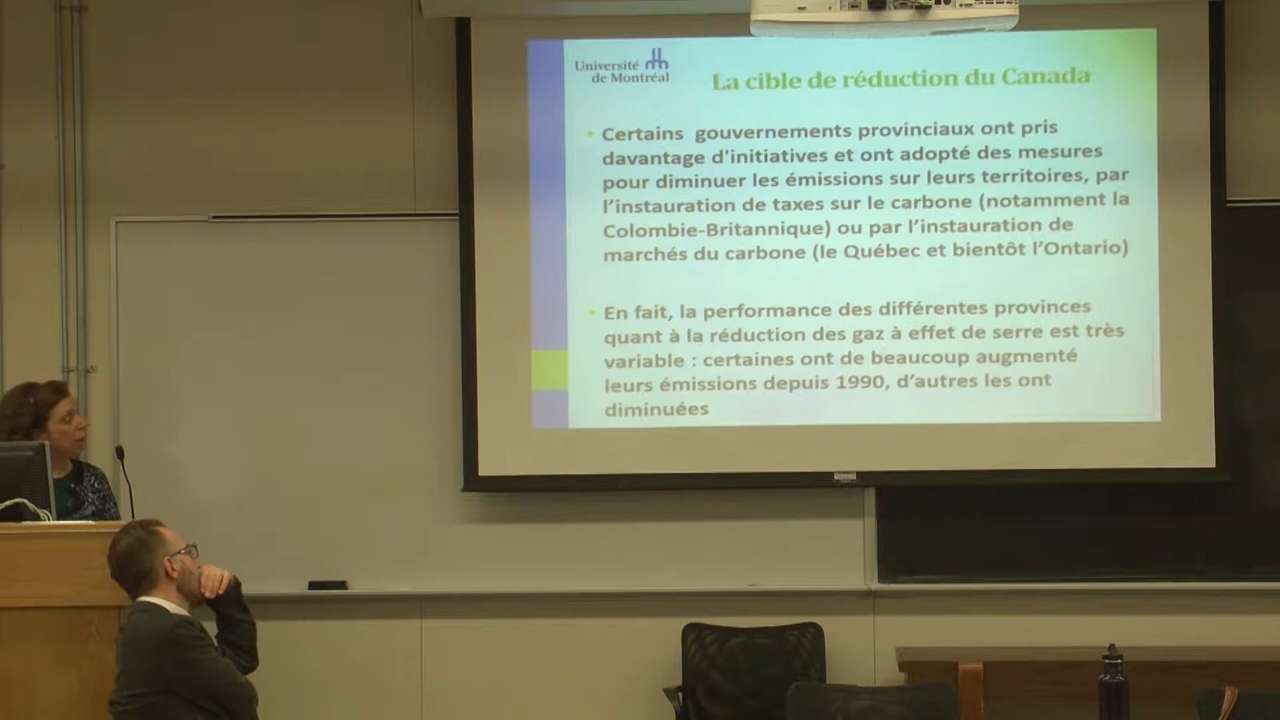 Université
de Montréal
La cible de réduction du Canada
Certains gouvernements provinciaux ont pris
davantage d'initiatives et ont adopté des mesures
pour diminuer les émissions sur leurs territoires, par
l’instauration de taxes sur le carbone (notamment la
Colombie-Britannique) ou par l’instauration de
marchés du carbone (le Québec et bientôt l’Ontario)
En fait, la performance des différentes provinces
quant à la réduction des gaz à effet de serre est très
variable : certaines ont de beaucoup augmenté
leurs émissions depuis 1990, d’autres les ont
diminuées